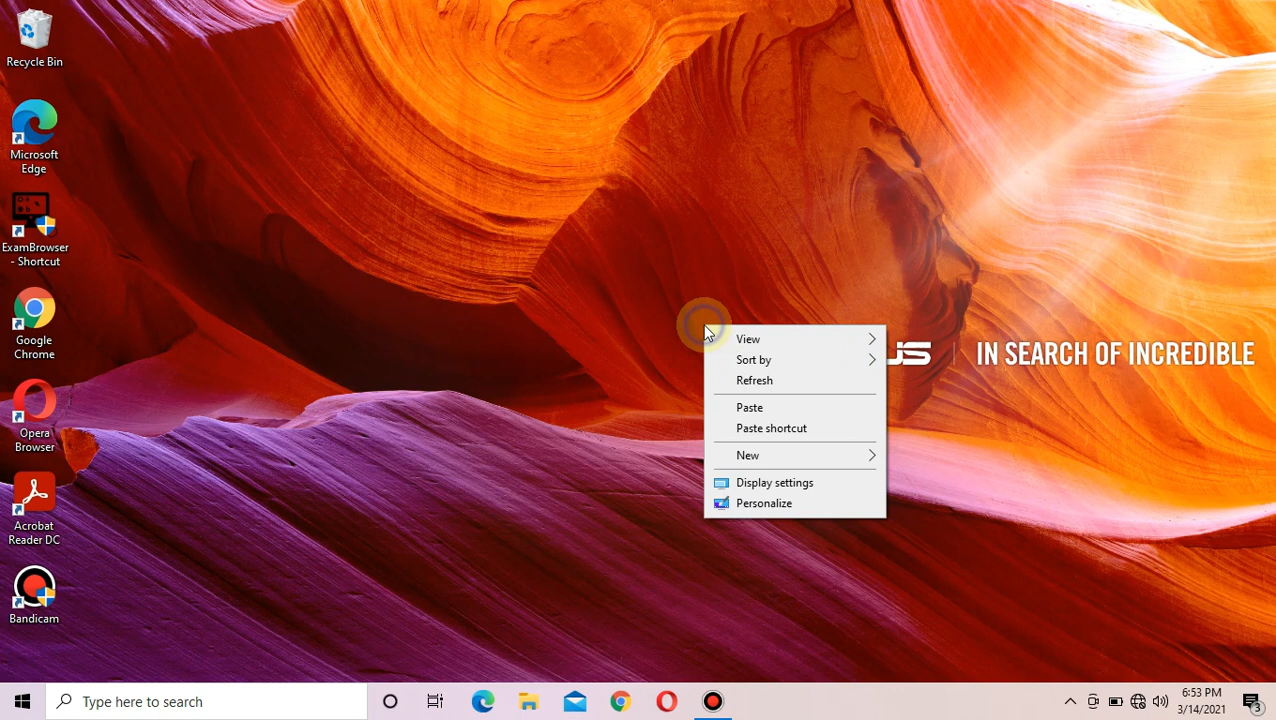 Recycle Bin
Microsoft
Edge
ExamBrowser
- Shortcut
Google
Chrome
Opera
Browser
Acrobat
Reader DC
Bandicam
View
Sort by
Refresh
Paste
Paste shortcut
New
Display settings
Personalize
IN SEARCH OF INCREDIBLE
Type here to search
6:53 PM
3/14/2021
3